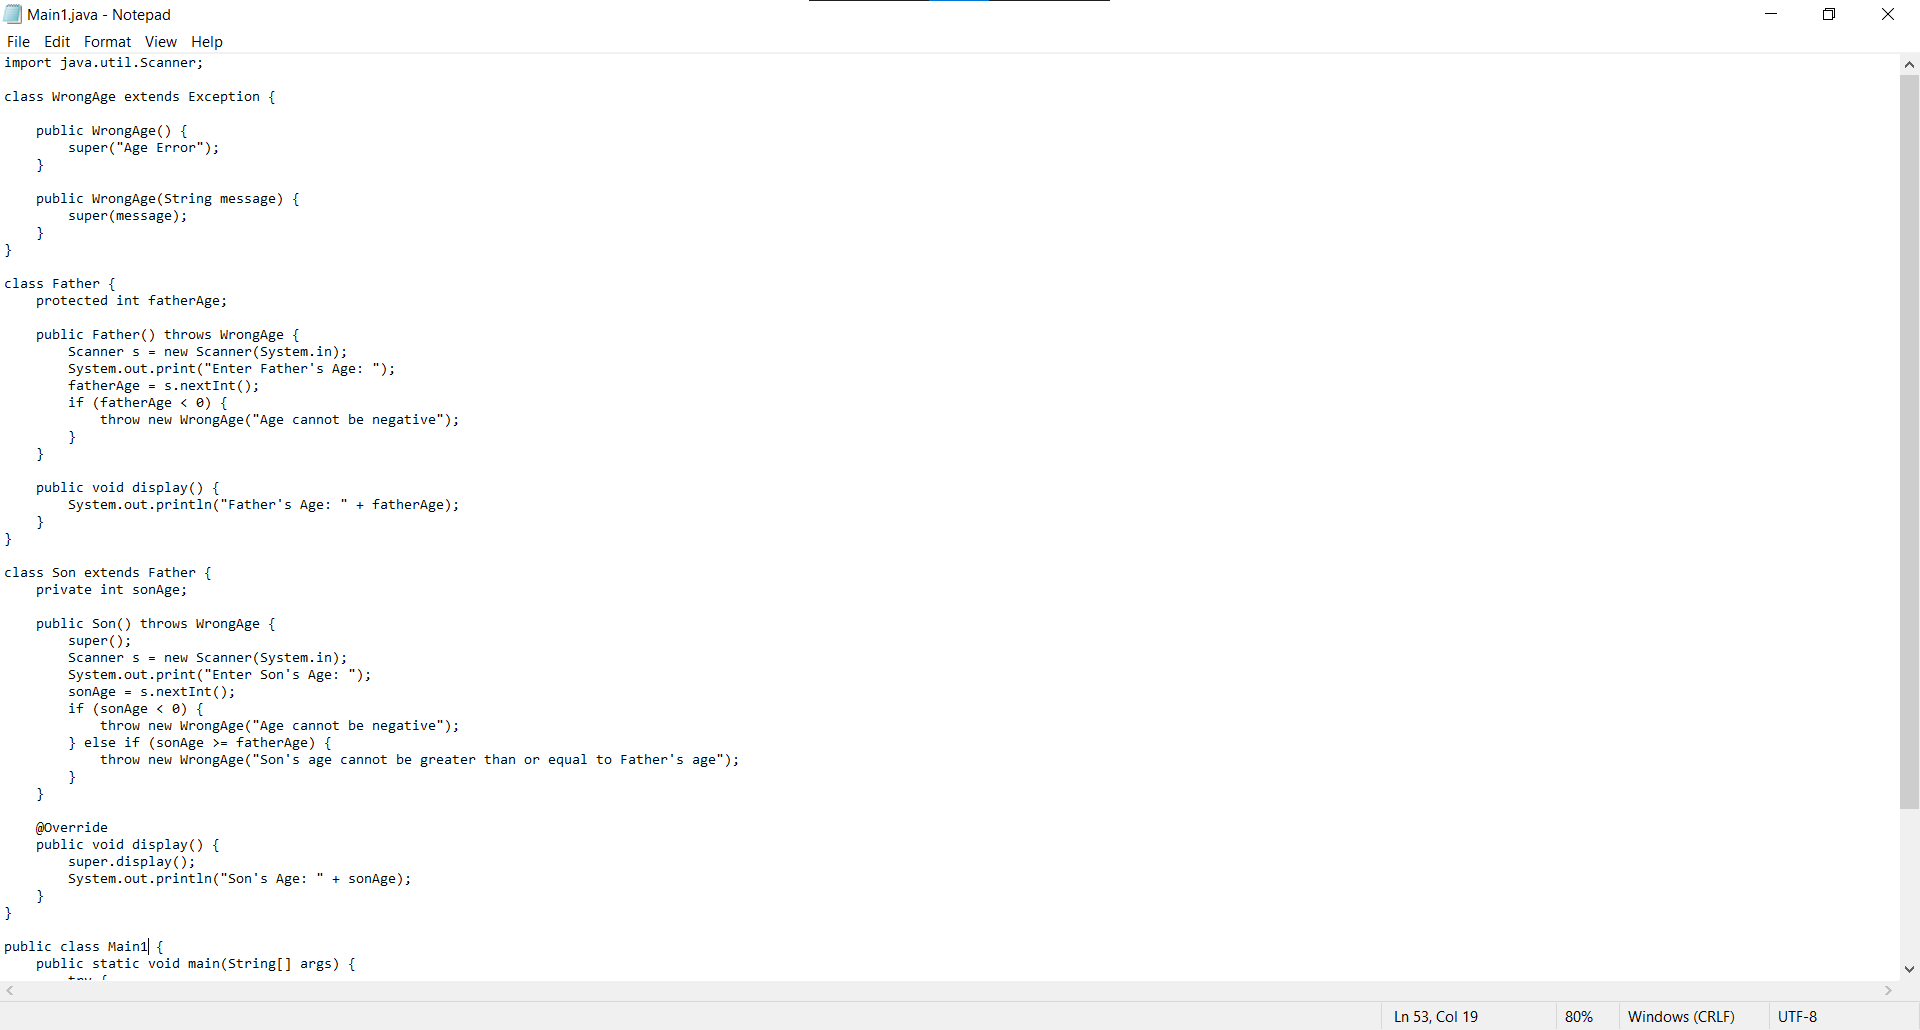 Main1.java - Notepad
File Edit Format View Help
import java.util.Scanner;
class WrongAge extends Exception {
public WrongAge() {
super("Age Error");
}
public WrongAge(String message) {
super(message);
}
}
class Father {
protected int fatherAge;
public Father() throws WrongAge {
Scanner s = new Scanner(System.in);
System.out.print("Enter Father's Age: ");
fatherAge = s.nextInt();
if (fatherAge < 0) {
throw new WrongAge("Age cannot be negative");
}
}
public void display() {
System.out.println("Father's Age: " + fatherAge);
}
}
class Son extends Father {
private int sonAge;
public Son() throws WrongAge {
super();
Scanner s = new Scanner(System.in);
System.out.print("Enter Son's Age: ");
sonAge = s.nextInt();
if (sonAge < 0) {
throw new WrongAge("Age cannot be negative");
} else if (sonAge >= fatherAge) {
throw new WrongAge("Son's age cannot be greater than or equal to Father's age");
}
}
@Override
public void display() {
super.display();
System.out.println("Son's Age: " + sonAge);
}
}
public class Main1 {
public static void main(String[] args) {
try {
Ln 53, Col 19 80% Windows (CRLF) UTF-8